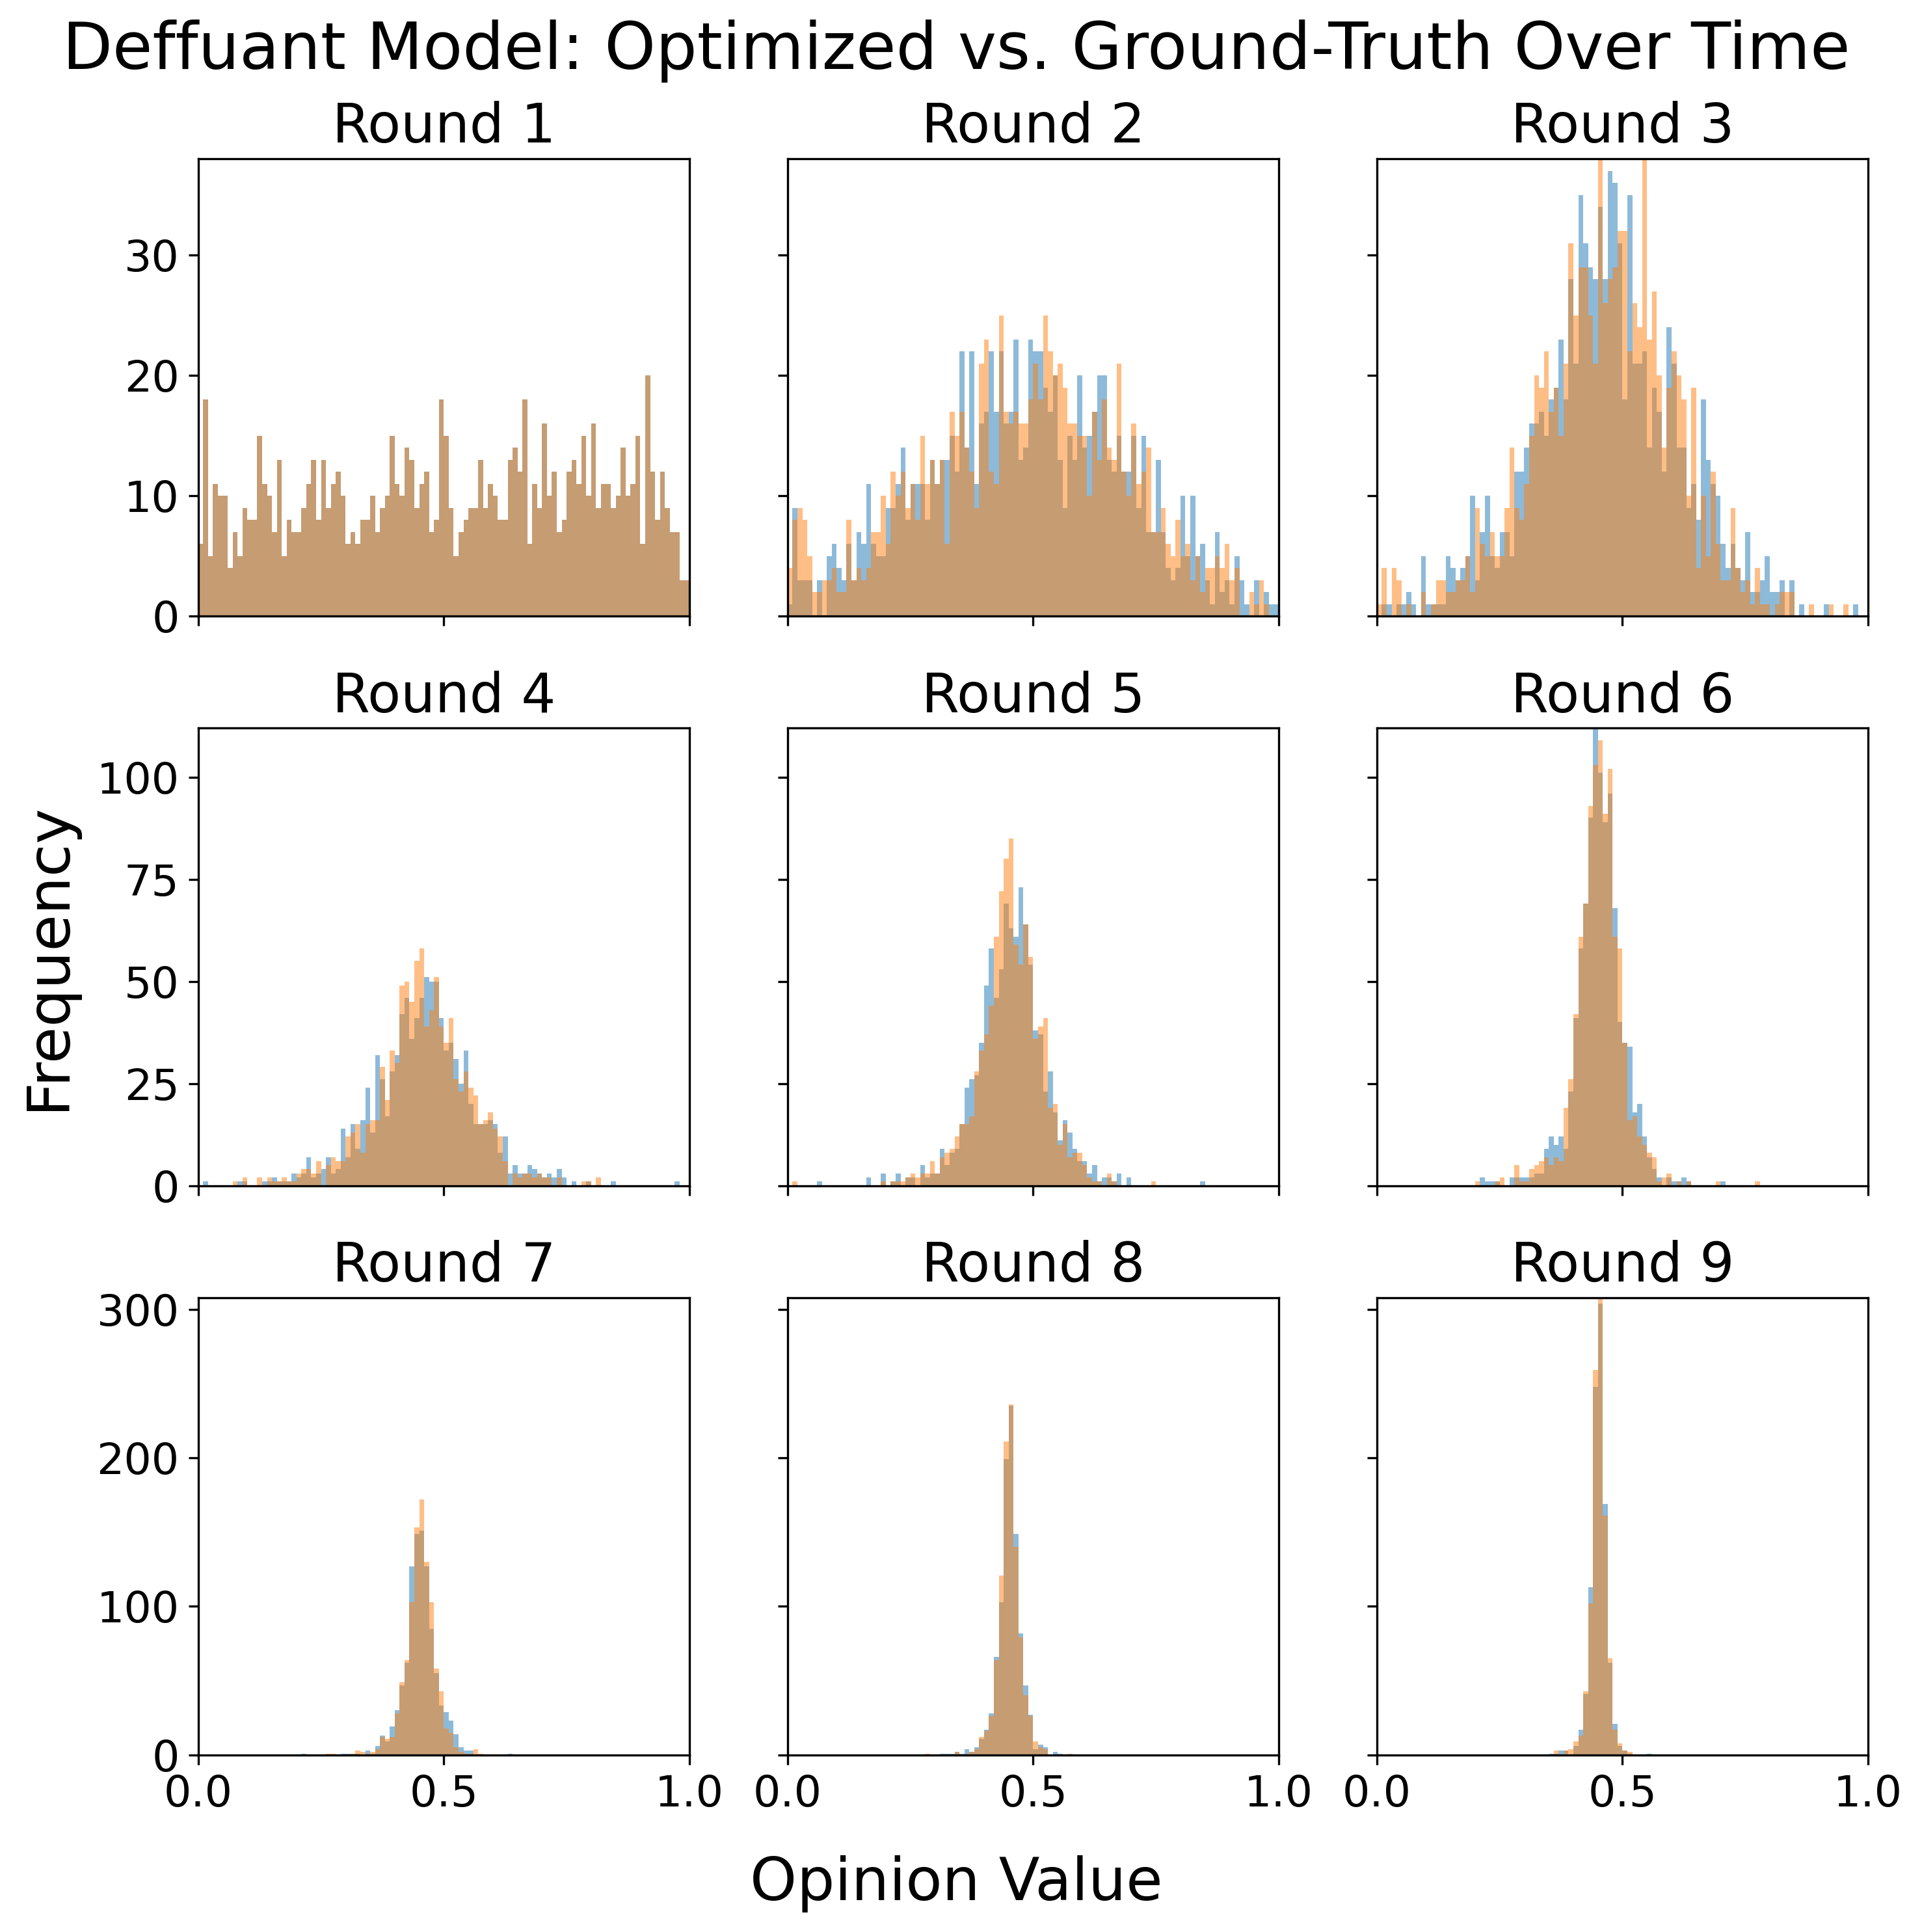 Deffuant Model: Optimized vs. Ground-Truth Over Time
Round 1
Round 2
Round 3
30
20
10
0
Round 4
Round 5
Round 6
100
75
50
25
0
Frequency
Round 7
Round 8
Round 9
300
200
100
0
0.0 0.5 1.0 0.0 0.5 1.0 0.0 0.5 1.0
Opinion Value